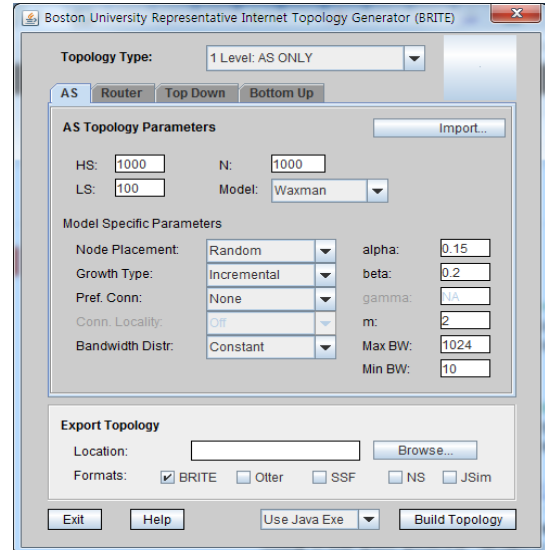 Boston University Representative Internet Topology Generator (BRITE)
Topology Type: 1 Level: AS ONLY
AS Router Top Down Bottom Up
AS Topology Parameters Import...
HS: 1000 N: 1000
LS: 100 Model: Waxman
Model Specific Parameters
Node Placement: Random alpha: 0.15
Growth Type: Incremental beta: 0.2
Pref. Conn: None gamma: NA
Conn. Locality: Off m: 2
Bandwidth Distr: Constant Max BW: 1024
Min BW: 10
Export Topology
Location: Browse...
Formats: BRITE Otter SSF NS JSim
Exit Help Use Java Exe Build Topology